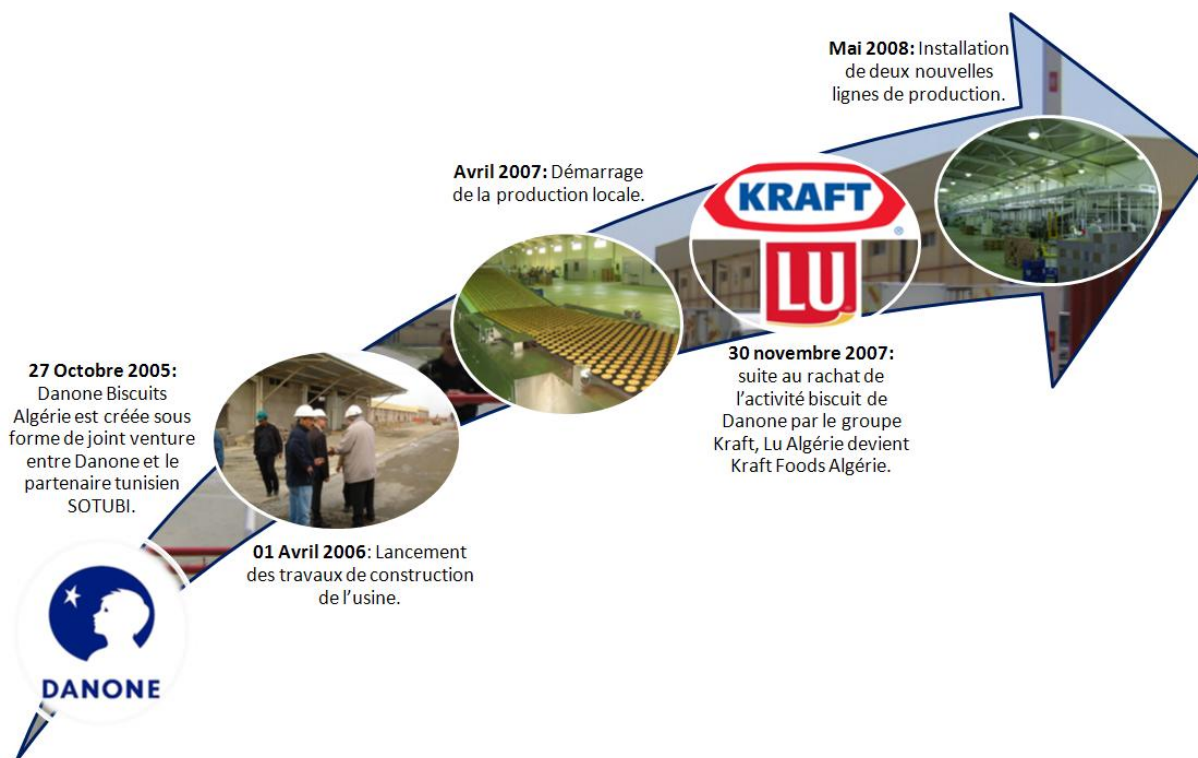 27 Octobre 2005:
Danone Biscuits
Algérie est créée sous
forme de joint venture
entre Danone et le
partenaire tunisien
SOTUBI.
DANONE
01 Avril 2006: Lancement
des travaux de construction
de l'usine.
Avril 2007: Démarrage
de la production locale.
KRAFT
®
LU
30 novembre 2007:
suite au rachat de
l'activité biscuit de
Danone par le groupe
Kraft, Lu Algérie devient
Kraft Foods Algérie.
Mai 2008: Installation
de deux nouvelles
lignes de production.